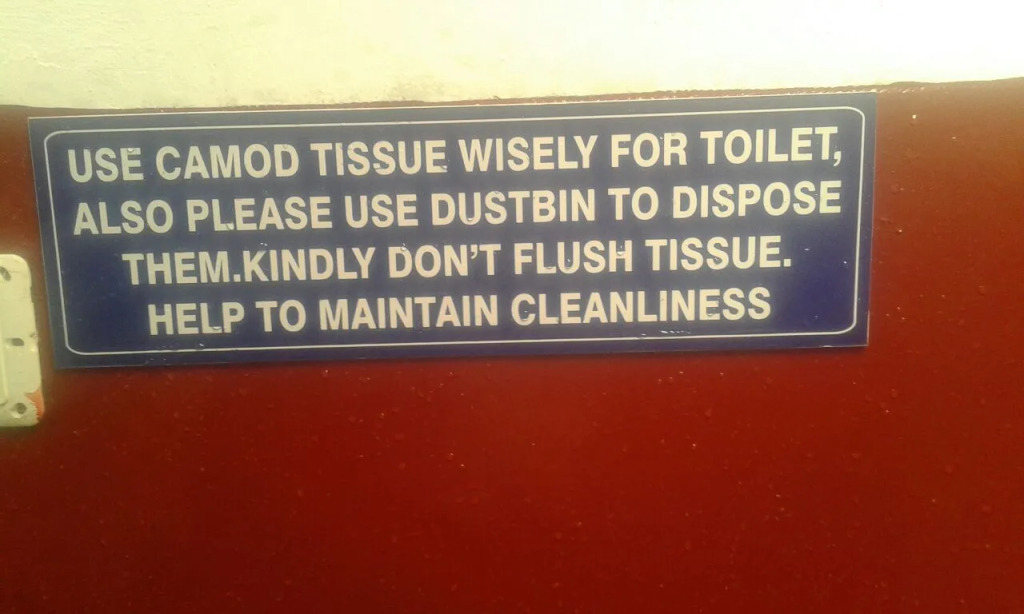 USE CAMOD TISSUE WISELY FOR TOILET,
ALSO PLEASE USE DUSTBIN TO DISPOSE
THEM.KINDLY DON'T FLUSH TISSUE.
HELP TO MAINTAIN CLEANLINESS